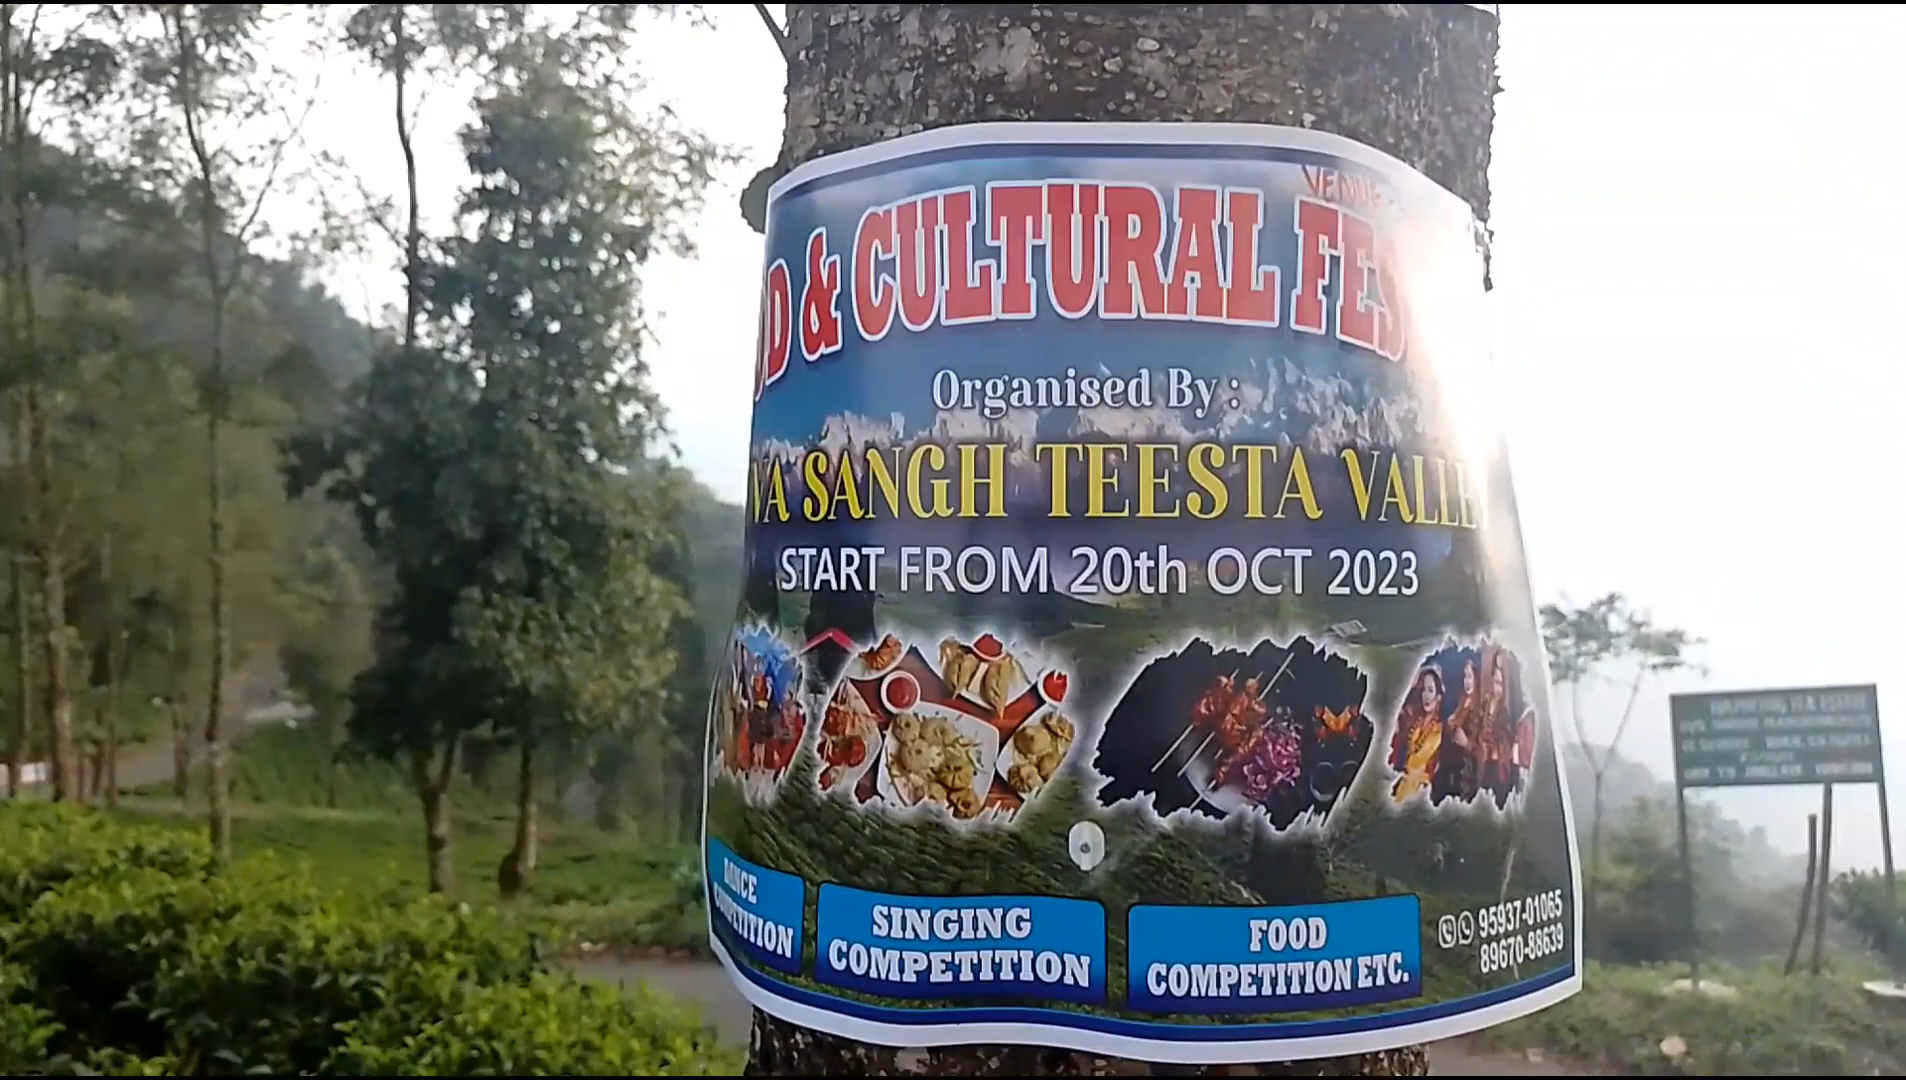 VENUE
& CULTURAL FES
Organised By :
VA SANGH TEESTA VALLEY
START FROM 20th OCT 2023
DANCE
COMPETITION
SINGING
COMPETITION
FOOD
COMPETITION ETC.
95937-01065
89670-88639